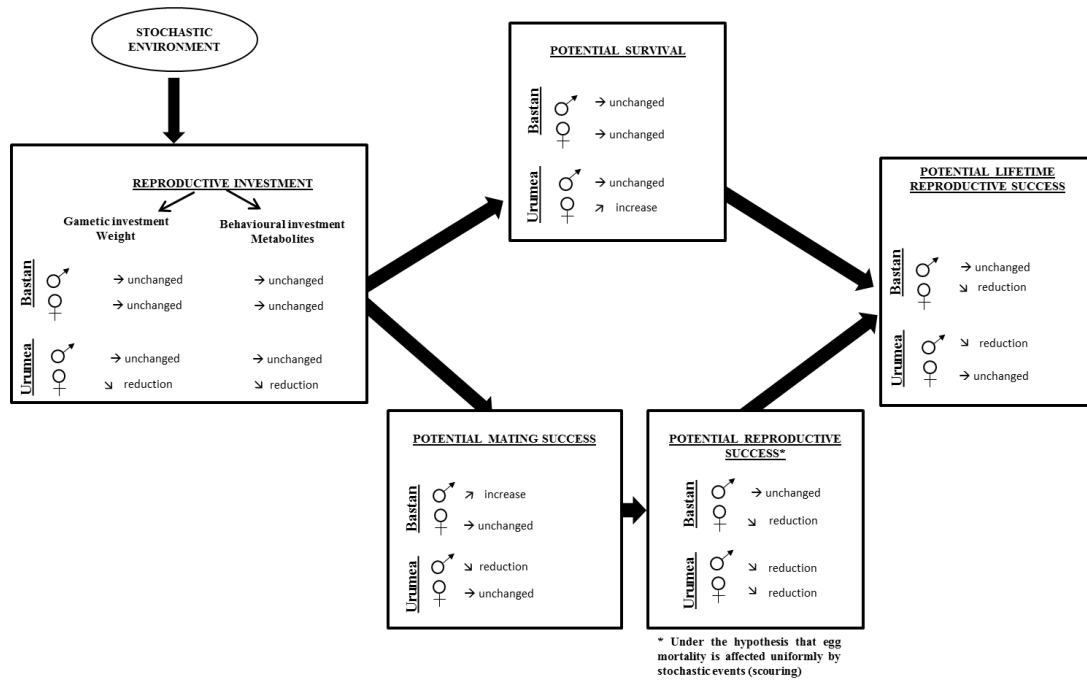 STOCHASTIC
ENVIRONMENT
REPRODUCTIVE INVESTMENT
Gametic investment
Weight
Behavioural investment
Metabolites
Bastan
♂ → unchanged → unchanged
♀ → unchanged → unchanged
Urumea
♂ → unchanged → unchanged
♀ ↘ reduction ↘ reduction
POTENTIAL SURVIVAL
Bastan
♂ → unchanged
♀ → unchanged
Urumea
♂ → unchanged
♀ ↗ increase
POTENTIAL MATING SUCCESS
Bastan
♂ ↗ increase
♀ → unchanged
Urumea
♂ ↘ reduction
♀ → unchanged
POTENTIAL REPRODUCTIVE
SUCCESS*
Bastan
♂ → unchanged
♀ ↘ reduction
Urumea
♂ ↘ reduction
♀ ↘ reduction
* Under the hypothesis that egg
mortality is affected uniformly by
stochastic events (scouring)
POTENTIAL LIFETIME
REPRODUCTIVE SUCCESS
Bastan
♂ → unchanged
♀ ↘ reduction
Urumea
♂ ↘ reduction
♀ → unchanged